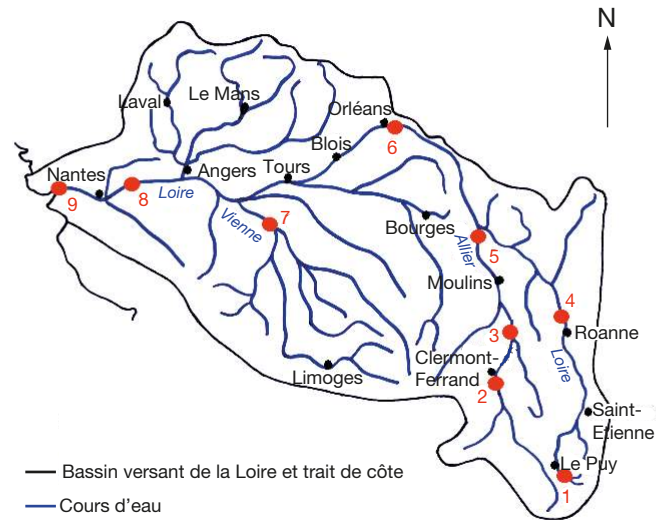 N
Laval
Le Mans
Orléans
6
Blois
Nantes
Angers
Tours
9
8
Loire
Vienne
7
Bourges
Allier
5
Moulins
4
3
Roanne
Clermont-
Ferrand
Loire
2
Limoges
Saint-
Etienne
Le Puy
1
Bassin versant de la Loire et trait de côte
Cours d'eau